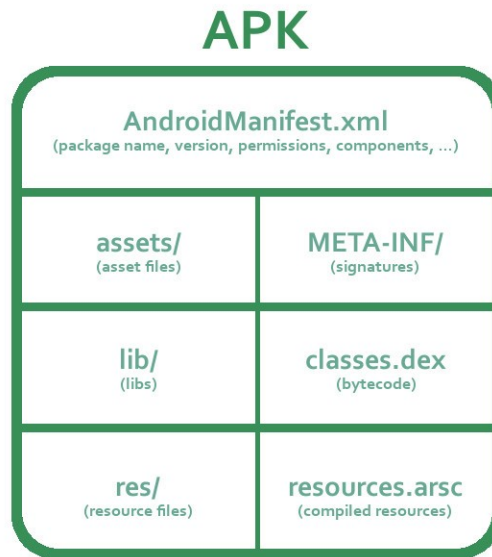 APK
AndroidManifest.xml
(package name, version, permissions, components, ...)
assets/
(asset files)
META-INF/
(signatures)
lib/
(libs)
classes.dex
(bytecode)
res/
(resource files)
resources.arsc
(compiled resources)